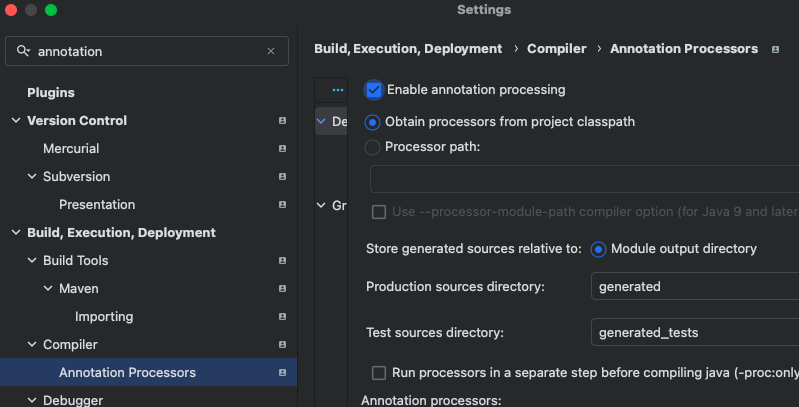 Settings
annotation
Plugins
Version Control
Mercurial
Subversion
Presentation
Build, Execution, Deployment
Build Tools
Maven
Importing
Compiler
Annotation Processors
Debugger
Build, Execution, Deployment › Compiler › Annotation Processors
De
Gr
Enable annotation processing
Obtain processors from project classpath
Processor path:
Use --processor-module-path compiler option (for Java 9 and later
Store generated sources relative to: Module output directory
Production sources directory: generated
Test sources directory: generated_tests
Run processors in a separate step before compiling java (-proc:only
Annotation processors: